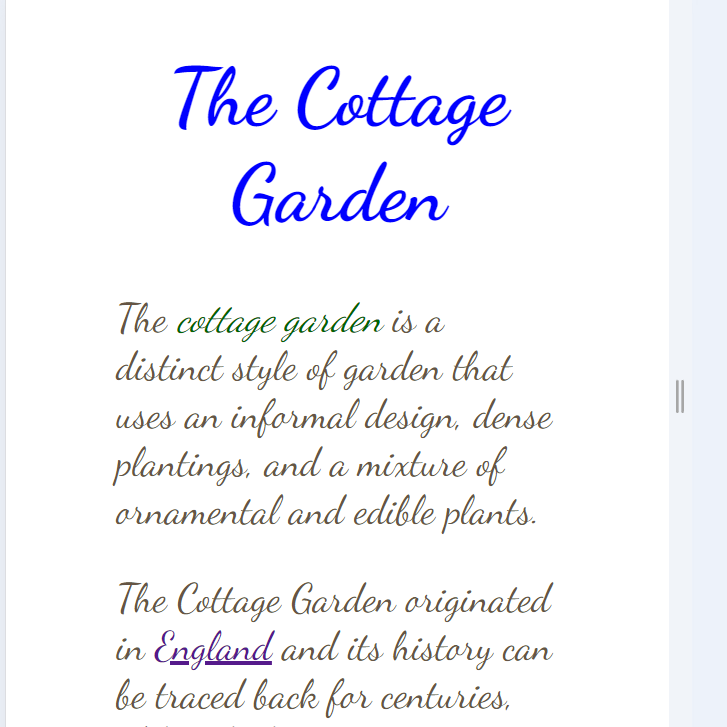 The Cottage
Garden
The cottage garden is a
distinct style of garden that
uses an informal design, dense
plantings, and a mixture of
ornamental and edible plants.
The Cottage Garden originated
in England and its history can
be traced back for centuries,